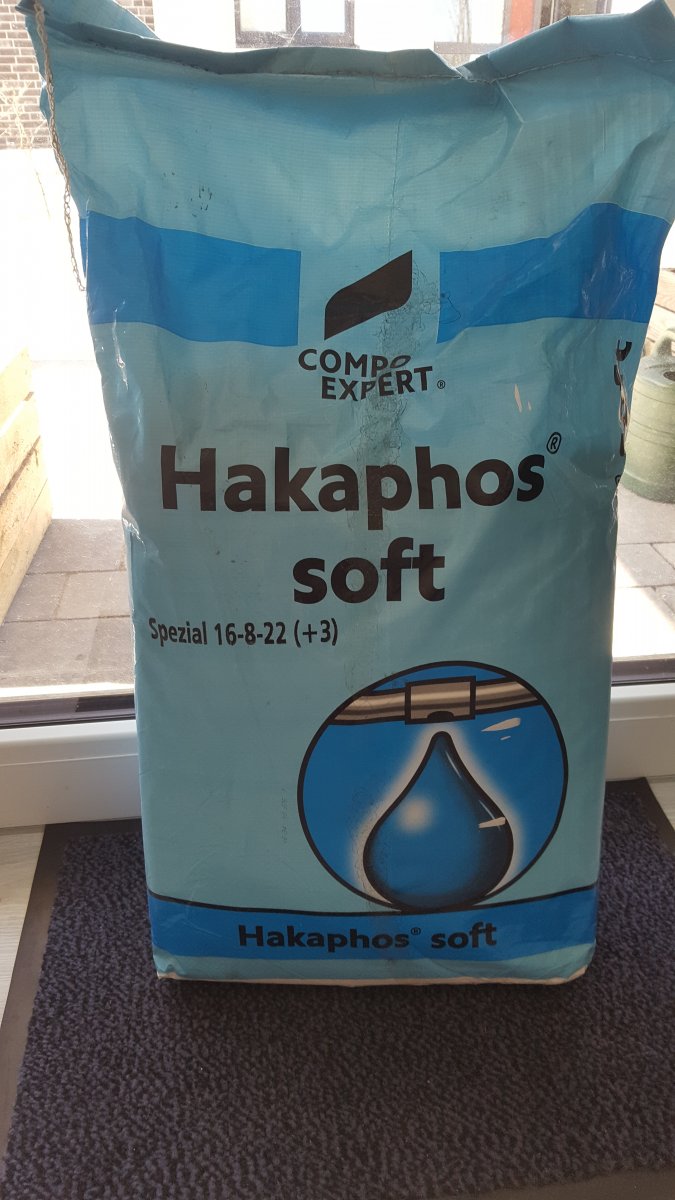 COMPO
EXPERT®
Hakaphos®
soft
Spezial 16-8-22 (+3)
Hakaphos® soft